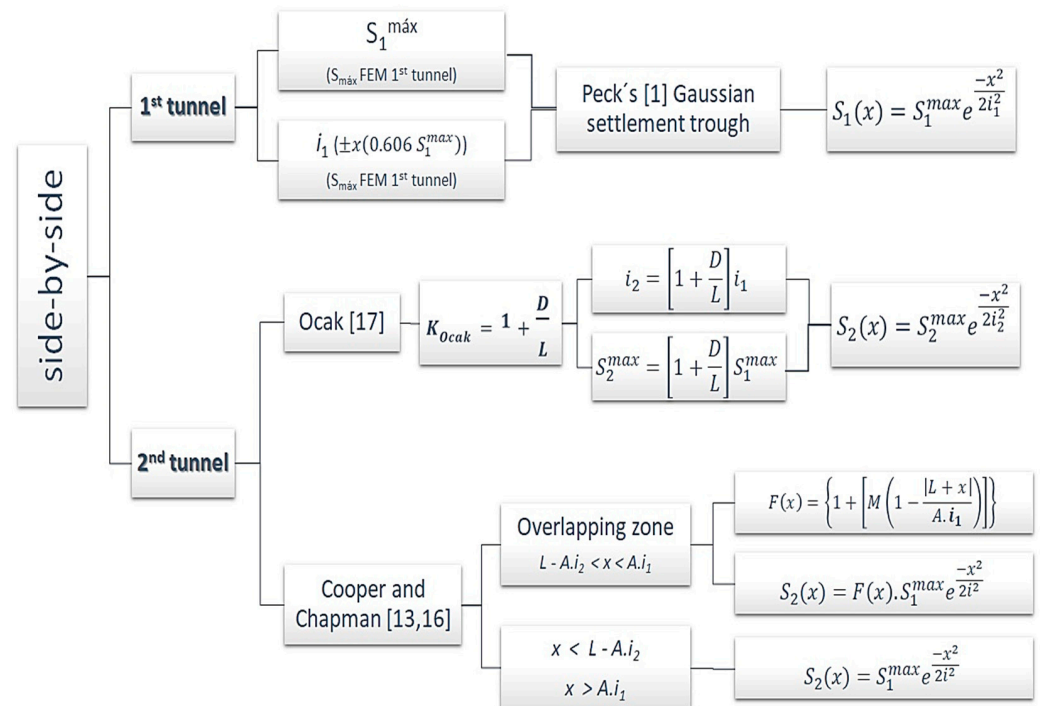 side-by-side
1st tunnel
S₁ᵐᵃ́ˣ
(Smáx FEM 1st tunnel)
i₁ (±x(0.606 S₁ᵐᵃˣ))
(Smáx FEM 1st tunnel)
Peck´s [1] Gaussian
settlement trough
S₁(x) = S₁ᵐᵃˣ e^(-x²/2i₁²)
2nd tunnel
Ocak [17]
K_Ocak = 1 + D/L
i₂ = [1 + D/L] i₁
S₂ᵐᵃˣ = [1 + D/L] S₁ᵐᵃˣ
S₂(x) = S₂ᵐᵃˣ e^(-x²/2i₂²)
Cooper and
Chapman [13,16]
Overlapping zone
L - A.i₂ < x < A.i₁
F(x) = {1 + [M (1 - |L + x|/A.i₁)]}
S₂(x) = F(x). S₁ᵐᵃˣ e^(-x²/2i²)
x < L - A.i₂
x > A.i₁
S₂(x) = S₁ᵐᵃˣ e^(-x²/2i²)